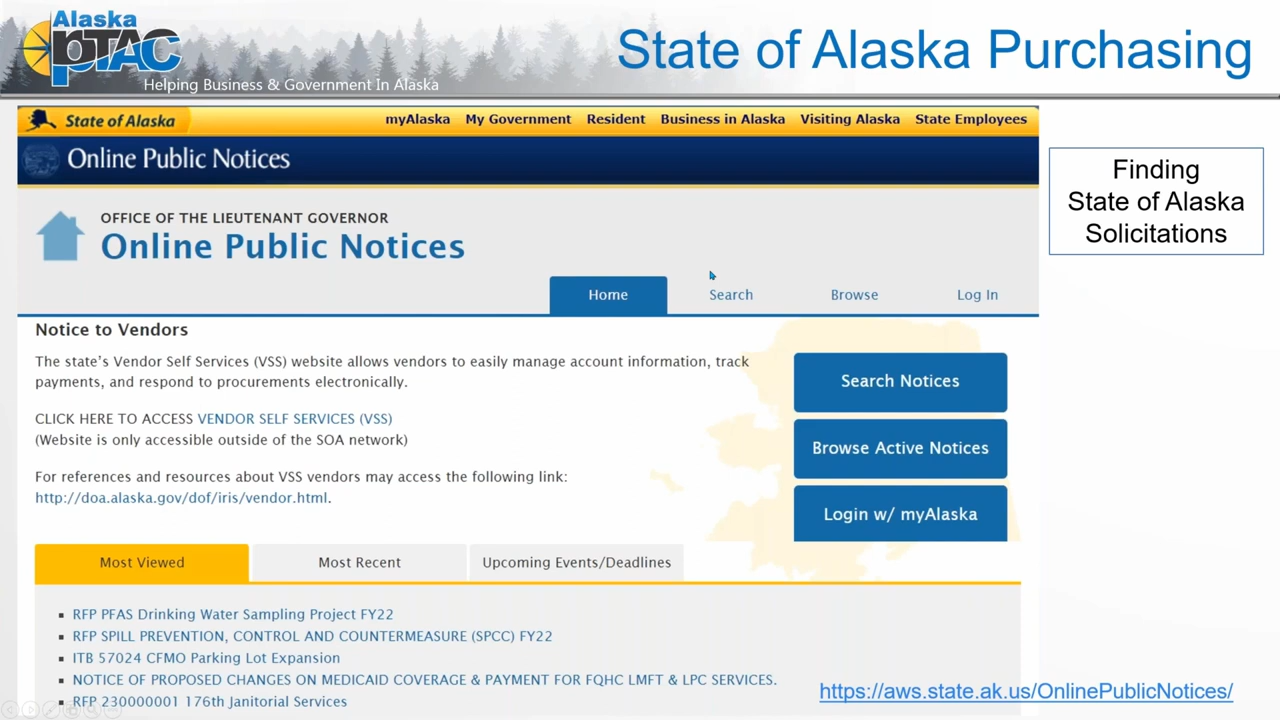 Alaska
PTAC
Helping Business & Government In Alaska
State of Alaska Purchasing
State of Alaska
myAlaska My Government Resident Business in Alaska Visiting Alaska State Employees
Online Public Notices
Finding
State of Alaska
Solicitations
OFFICE OF THE LIEUTENANT GOVERNOR
Online Public Notices
Home Search Browse Log In
Notice to Vendors
The state’s Vendor Self Services (VSS) website allows vendors to easily manage account information, track
payments, and respond to procurements electronically.
CLICK HERE TO ACCESS VENDOR SELF SERVICES (VSS)
(Website is only accessible outside of the SOA network)
For references and resources about VSS vendors may access the following link:
http://doa.alaska.gov/dof/iris/vendor.html.
Search Notices
Browse Active Notices
Login w/ myAlaska
Most Viewed Most Recent Upcoming Events/Deadlines
RFP PFAS Drinking Water Sampling Project FY22
RFP SPILL PREVENTION, CONTROL AND COUNTERMEASURE (SPCC) FY22
ITB 57024 CFMO Parking Lot Expansion
NOTICE OF PROPOSED CHANGES ON MEDICAID COVERAGE & PAYMENT FOR FQHC LMFT & LPC SERVICES.
RFP 230000001 176th Janitorial Services
https://aws.state.ak.us/OnlinePublicNotices/